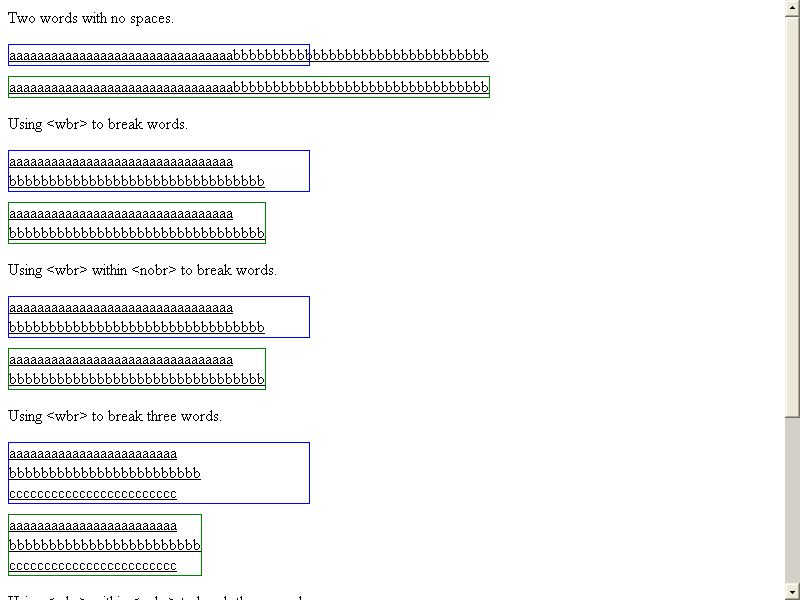 Two words with no spaces.
aaaaaaaaaaaaaaaaaaaaaaaaaaaaaaaabbbbbbbbbbbbbbbbbbbbbbbbbbbbbbbb
aaaaaaaaaaaaaaaaaaaaaaaaaaaaaaaabbbbbbbbbbbbbbbbbbbbbbbbbbbbbbbb
Using <wbr> to break words.
aaaaaaaaaaaaaaaaaaaaaaaaaaaaaaaa
bbbbbbbbbbbbbbbbbbbbbbbbbbbbbbbb
aaaaaaaaaaaaaaaaaaaaaaaaaaaaaaaa
bbbbbbbbbbbbbbbbbbbbbbbbbbbbbbbb
Using <wbr> within <nobr> to break words.
aaaaaaaaaaaaaaaaaaaaaaaaaaaaaaaa
bbbbbbbbbbbbbbbbbbbbbbbbbbbbbbbb
aaaaaaaaaaaaaaaaaaaaaaaaaaaaaaaa
bbbbbbbbbbbbbbbbbbbbbbbbbbbbbbbb
Using <wbr> to break three words.
aaaaaaaaaaaaaaaaaaaaaaaa
bbbbbbbbbbbbbbbbbbbbbbbb
cccccccccccccccccccccccc
aaaaaaaaaaaaaaaaaaaaaaaa
bbbbbbbbbbbbbbbbbbbbbbbb
cccccccccccccccccccccccc